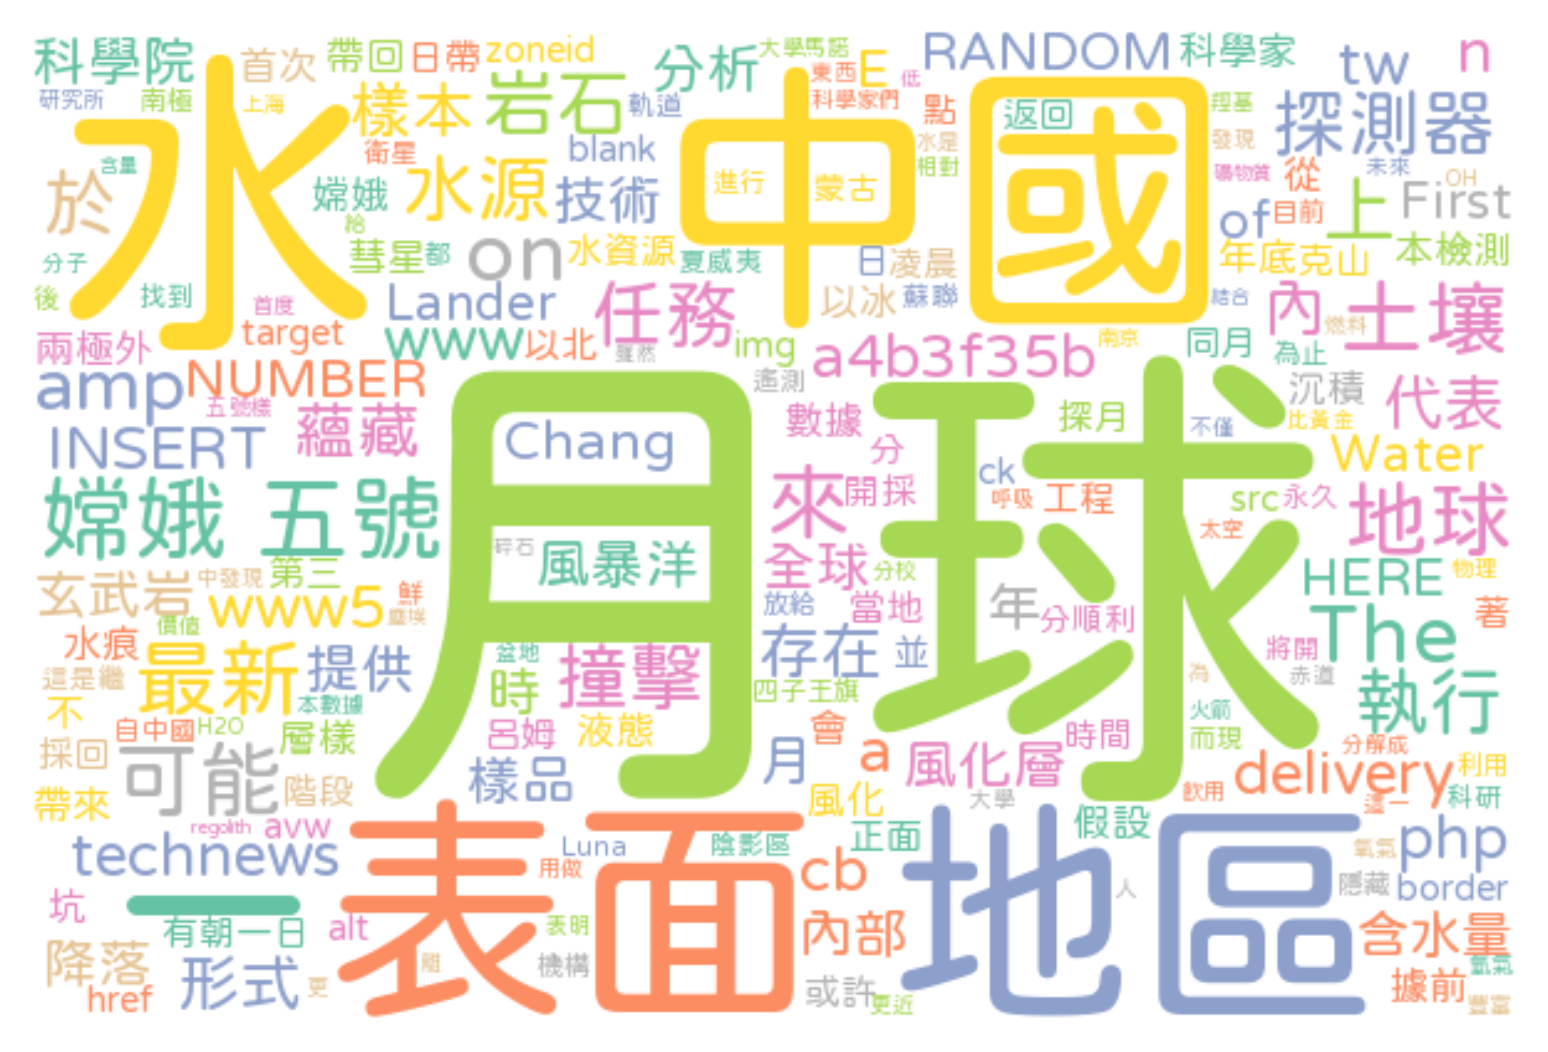 科學院 首次 帶回 日帶 zoneid 分析 大學馬諾 RANDOM 科學家 tw n
東西 E 低
研究所 南極 上海 樣本 岩石 軌道 科學家們 點 返回 羥基 探測器
水 中國
衛星 blank 水是 發現
含量 嫦娥 水源 技術 進行 蒙古 相對 礦物質 從 未來 OH
於 給 of 目前 上 First
分子 彗星 都 on 水資源 夏威夷 日 凌晨 年底克山 本檢測
後 找到 首度 Lander 任務 以冰 蘇聯 結合 內 土壤
兩極外 target www 以北 雖然 img a4b3f35b 南京 同月 為止 燃料
amp NUMBER 遙測 沉積 代表
五號樣 月球
INSERT 蘊藏 Chang 數據 探月 不僅 比黃金
分 ck Water
嫦娥 五號 來 開採 呼吸 工程 src 永久 地球
碎石 風暴洋 太空
玄武岩 中發現 第三 全球 分校 HERE 物理
www5 鮮 放給 當地 年 分順利 The 著
價值 塵埃
水痕 最新 提供 盆地 撞擊 存在 並 將開
這是繼 時 四子王旗 為 赤道 執行
不 本數據 火箭
自中國 H2O 層樣 呂姆 液態 會 時間 而現
採回 可能 階段 樣品 月 a 風化層 分解成 delivery 利用
帶來 風化 大學 飲用 這一 科研
regolith avw 正面 假設
technews 表面 Luna 陰影區 地區 氧氣 php
用做 cb 隱藏 border
坑 一 有朝一日 alt 表明 內部 人 含水量
降落 形式 離 機構 氫氣
href 更 或許 更近 據前 豐富